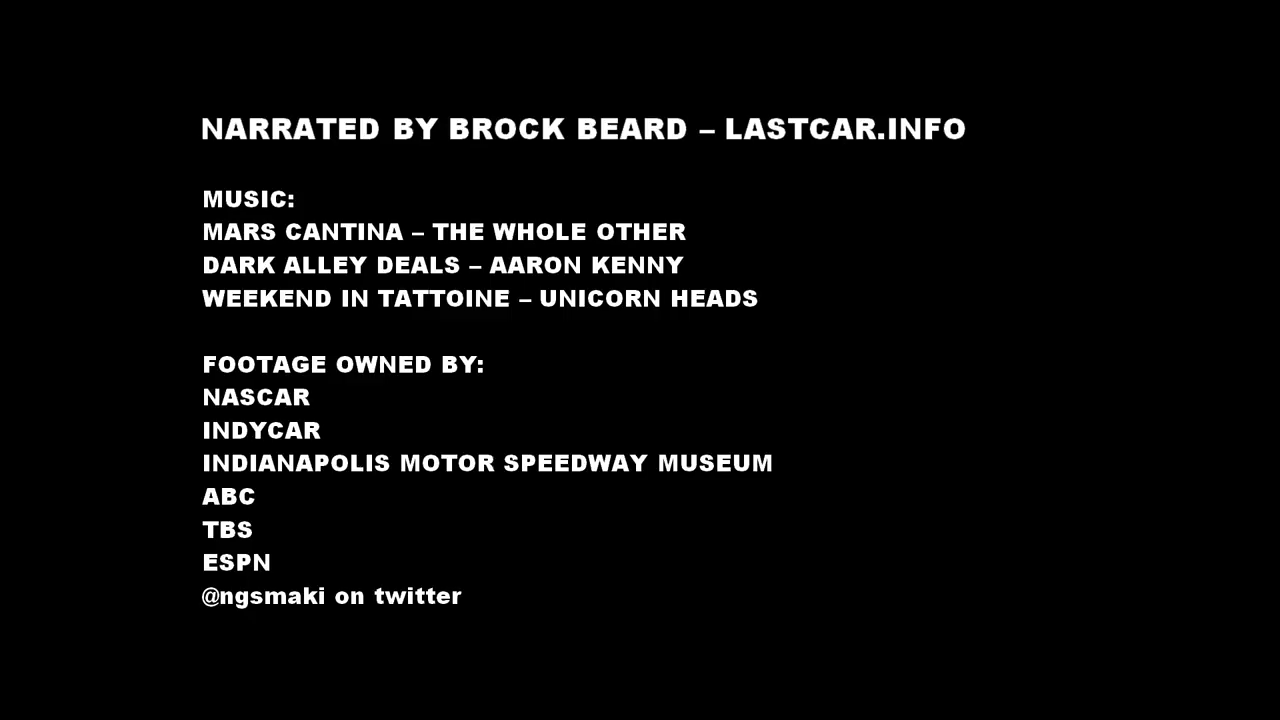 NARRATED BY BROCK BEARD – LASTCAR.INFO
MUSIC:
MARS CANTINA – THE WHOLE OTHER
DARK ALLEY DEALS – AARON KENNY
WEEKEND IN TATTOINE – UNICORN HEADS
FOOTAGE OWNED BY:
NASCAR
INDYCAR
INDIANAPOLIS MOTOR SPEEDWAY MUSEUM
ABC
TBS
ESPN
@ngsmaki on twitter